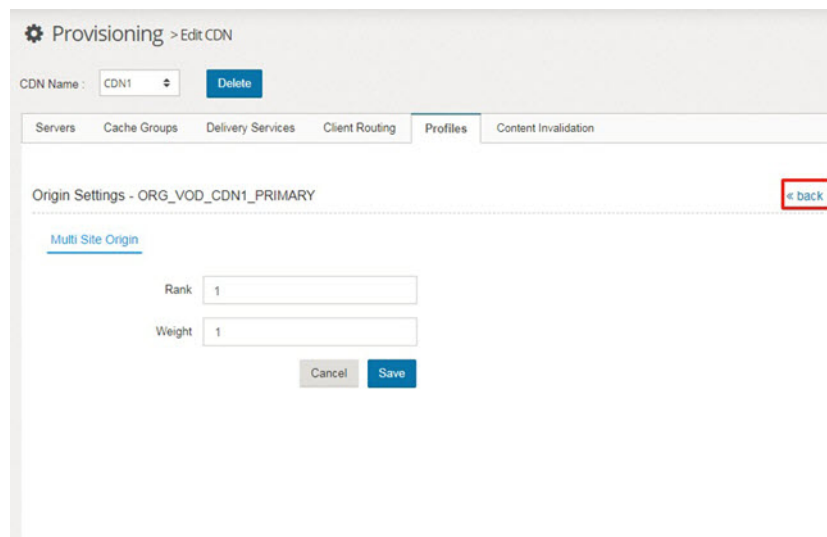 Provisioning > Edit CDN
CDN Name : CDN1 Delete
Servers Cache Groups Delivery Services Client Routing Profiles Content Invalidation
Origin Settings - ORG_VOD_CDN1_PRIMARY « back
Multi Site Origin
Rank 1
Weight 1
Cancel Save